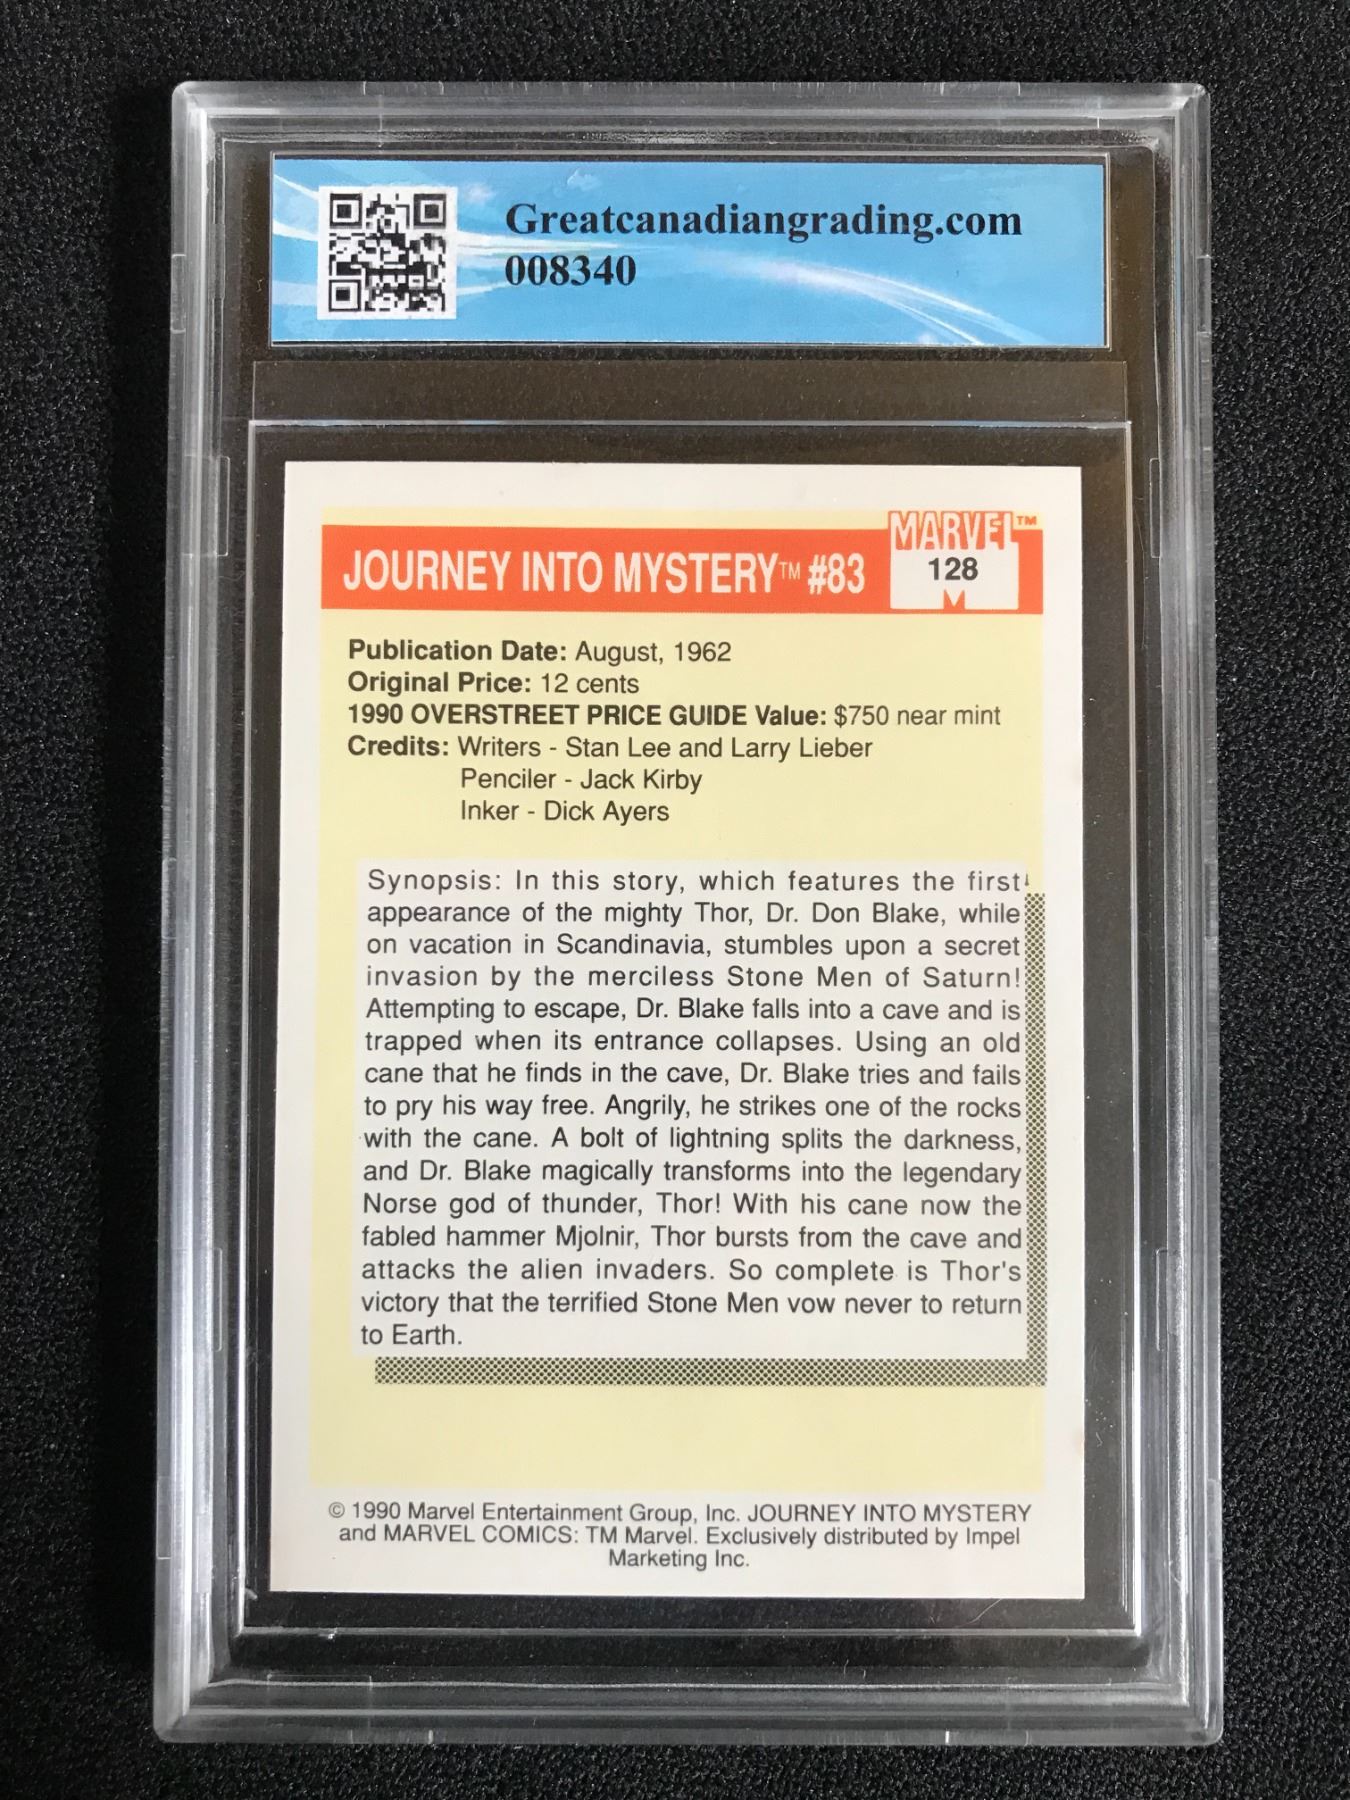 Greatcanadiangrading.com
008340
MARVEL™
JOURNEY INTO MYSTERY™ #83
128
Publication Date: August, 1962
Original Price: 12 cents
1990 OVERSTREET PRICE GUIDE Value: $750 near mint
Credits: Writers - Stan Lee and Larry Lieber
Penciler - Jack Kirby
Inker - Dick Ayers
Synopsis: In this story, which features the first
appearance of the mighty Thor, Dr. Don Blake, while
on vacation in Scandinavia, stumbles upon a secret
invasion by the merciless Stone Men of Saturn!
Attempting to escape, Dr. Blake falls into a cave and is
trapped when its entrance collapses. Using an old
cane that he finds in the cave, Dr. Blake tries and fails
to pry his way free. Angrily, he strikes one of the rocks
with the cane. A bolt of lightning splits the darkness,
and Dr. Blake magically transforms into the legendary
Norse god of thunder, Thor! With his cane now the
fabled hammer Mjolnir, Thor bursts from the cave and
attacks the alien invaders. So complete is Thor's
victory that the terrified Stone Men vow never to return
to Earth.
© 1990 Marvel Entertainment Group, Inc. JOURNEY INTO MYSTERY
and MARVEL COMICS: TM Marvel. Exclusively distributed by Impel
Marketing Inc.